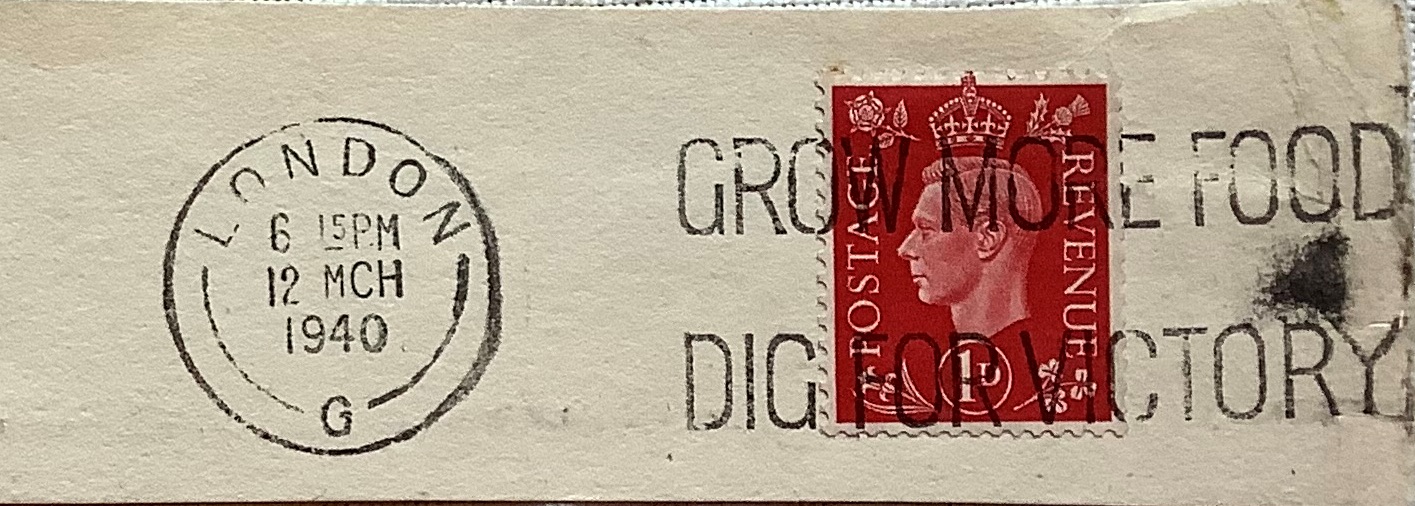 LONDON
6 15PM
12 MCH
1940
G
GROW MORE FOOD
DIG FOR VICTORY
POSTAGE
REVENUE
1D